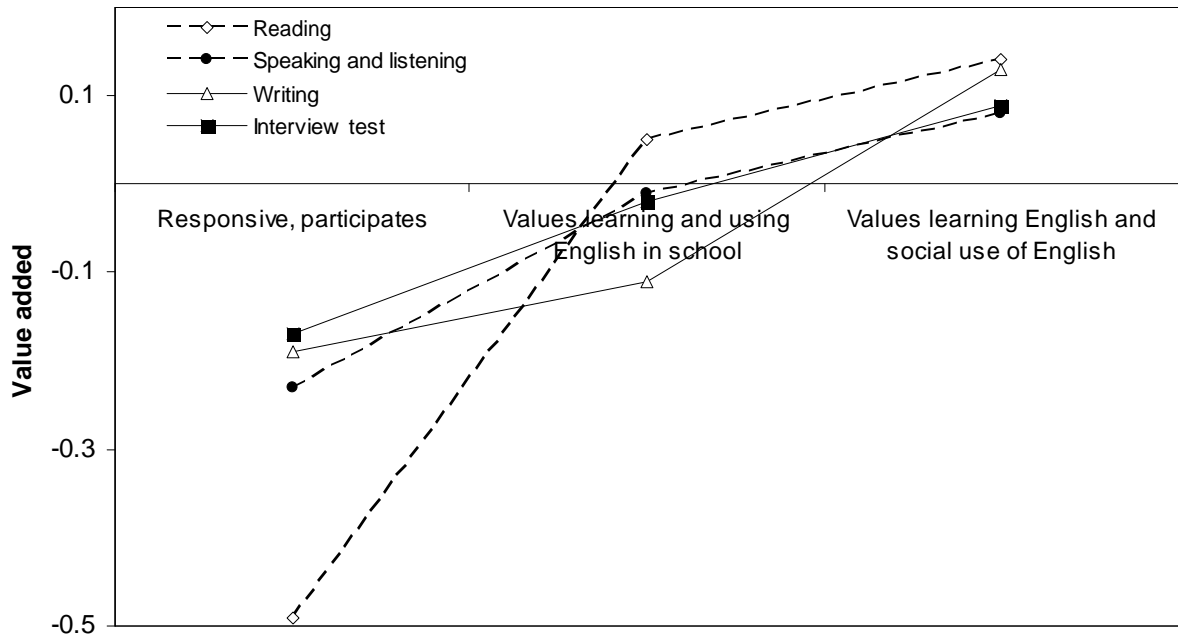 Reading
Speaking and listening
Writing
Interview test
0.1
-0.1
-0.3
-0.5
Value added
Responsive, participates
Values learning and using
English in school
Values learning English and
social use of English